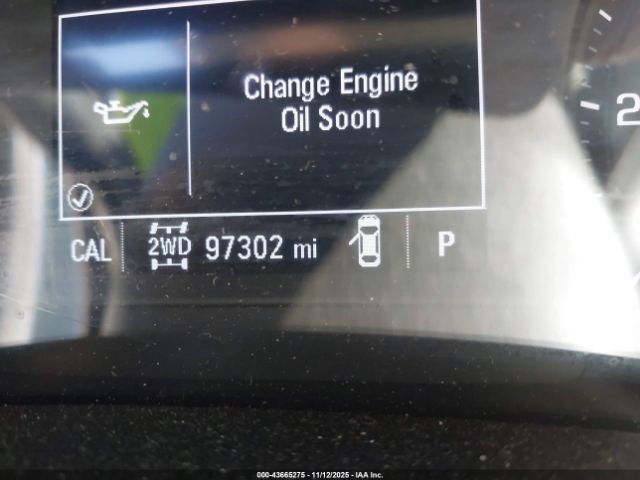 Change Engine
Oil Soon
2
CAL 2WD 97302 mi P
000-43665275 - 11/12/2025 - IAA Inc.